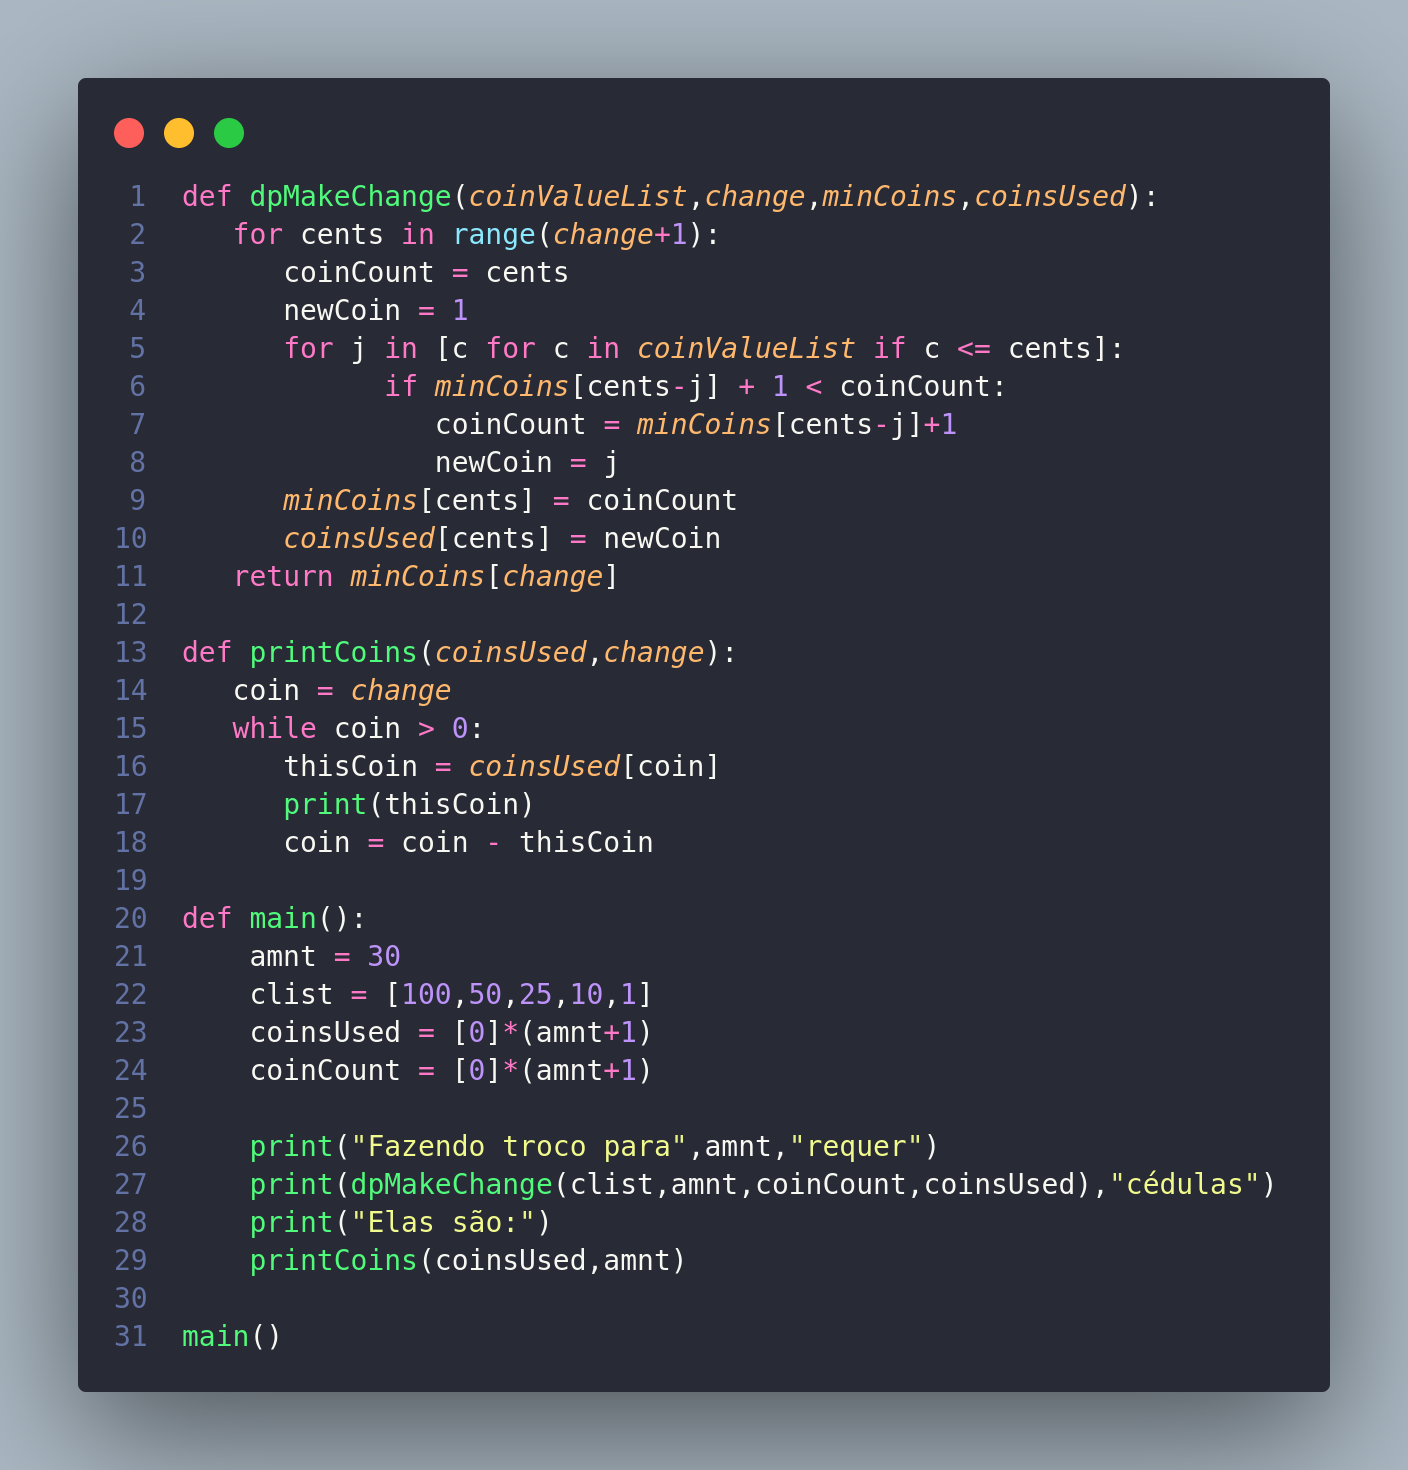 1 def dpMakeChange(coinValueList,change,minCoins,coinsUsed):
2    for cents in range(change+1):
3       coinCount = cents
4       newCoin = 1
5       for j in [c for c in coinValueList if c <= cents]:
6             if minCoins[cents-j] + 1 < coinCount:
7                coinCount = minCoins[cents-j]+1
8                newCoin = j
9       minCoins[cents] = coinCount
10       coinsUsed[cents] = newCoin
11    return minCoins[change]
12
13 def printCoins(coinsUsed,change):
14    coin = change
15    while coin > 0:
16       thisCoin = coinsUsed[coin]
17       print(thisCoin)
18       coin = coin - thisCoin
19
20 def main():
21     amnt = 30
22     clist = [100,50,25,10,1]
23     coinsUsed = [0]*(amnt+1)
24     coinCount = [0]*(amnt+1)
25
26     print("Fazendo troco para",amnt,"requer")
27     print(dpMakeChange(clist,amnt,coinCount,coinsUsed),"cédulas")
28     print("Elas são:")
29     printCoins(coinsUsed,amnt)
30
31 main()